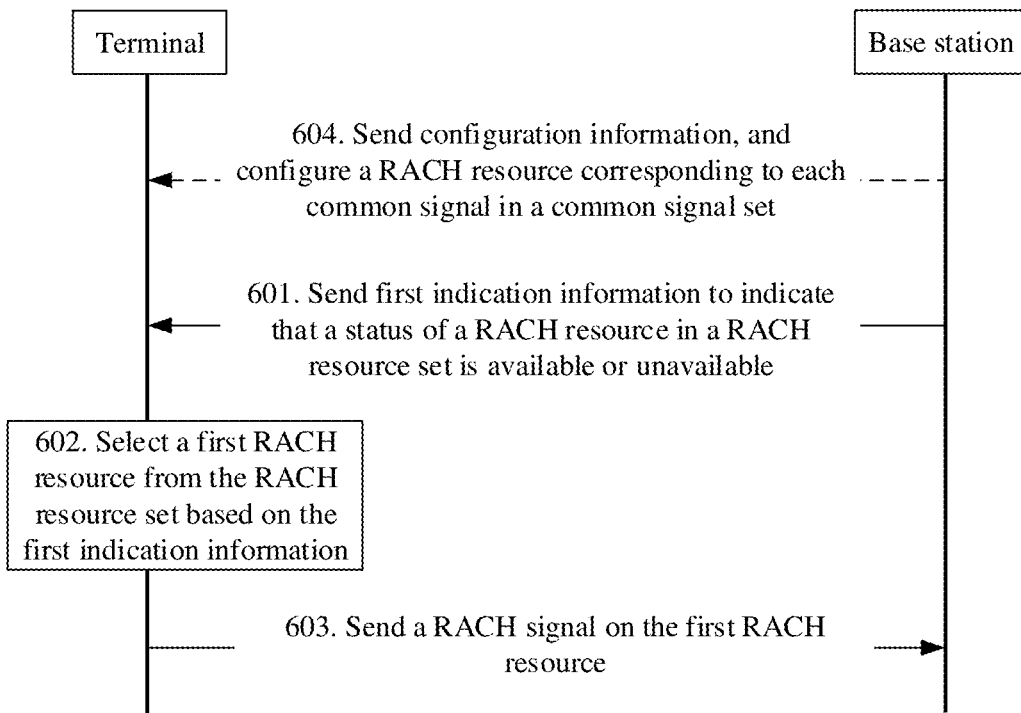 Terminal
Base station
604. Send configuration information, and
configure a RACH resource corresponding to each
common signal in a common signal set
601. Send first indication information to indicate
that a status of a RACH resource in a RACH
resource set is available or unavailable
602. Select a first RACH
resource from the RACH
resource set based on the
first indication information
603. Send a RACH signal on the first RACH
resource